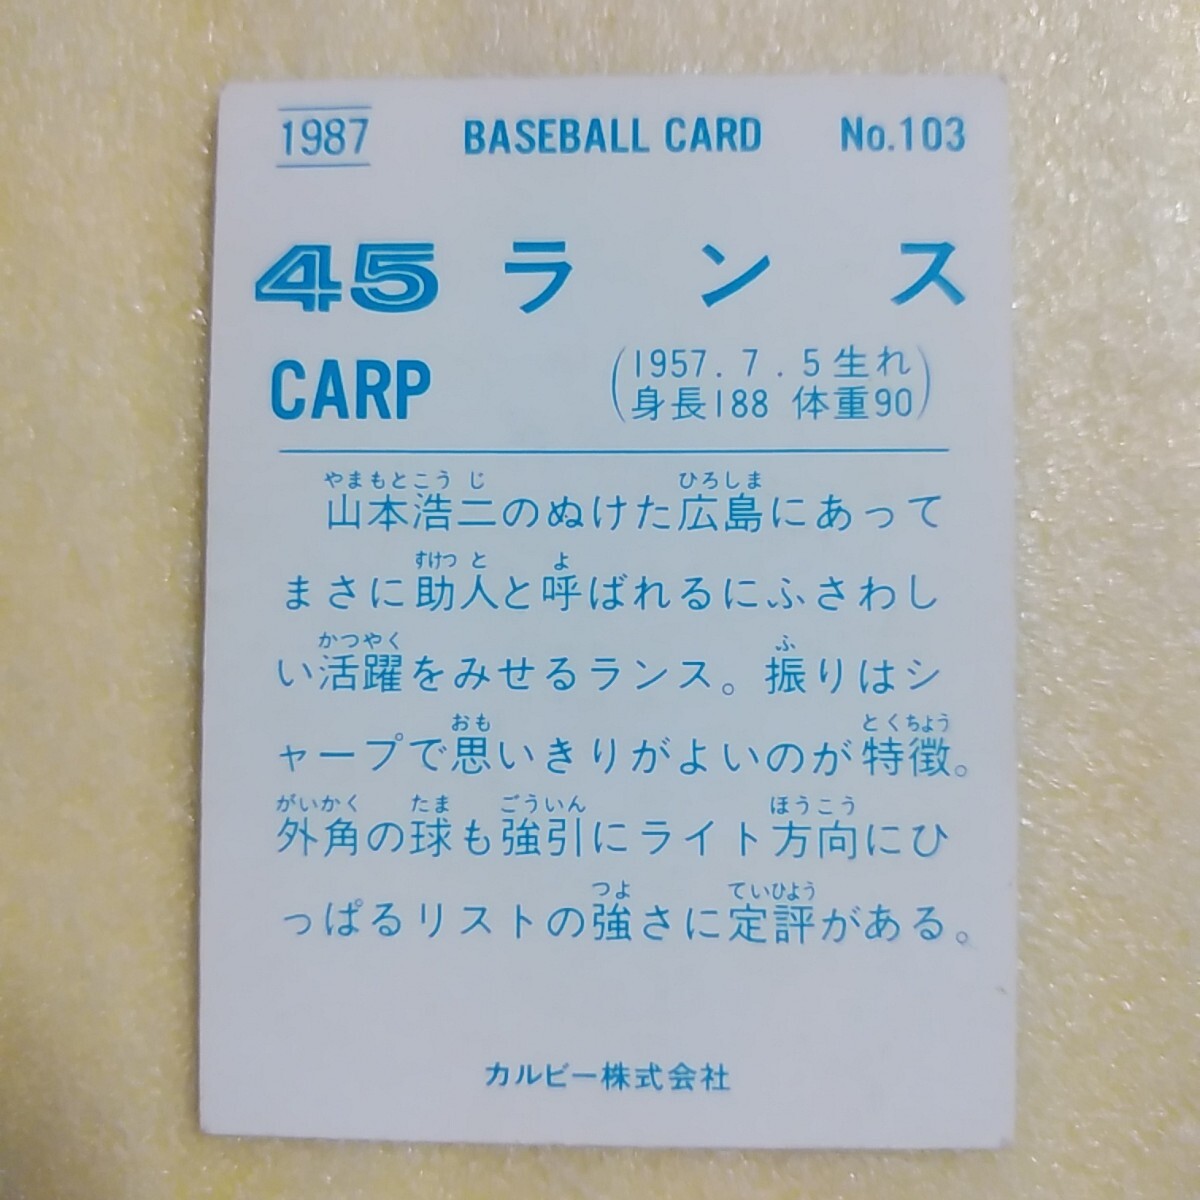 1987 BASEBALL CARD No.103
45 ランス
CARP
(1957.7.5生れ
身長188 体重90)
やまもとこうじ ひろしま
山本浩二のぬけた広島にあって
すけっと よ
まさに助人と呼ばれるにふさわし
かつやく ふ
い活躍をみせるランス。振りはシ
おも とくちょう
ャープで思いきりがよいのが特徴。
がいかく たま ごういん ほうこう
外角の球も強引にライト方向にひ
つよ ていひょう
っぱるリストの強さに定評がある。
カルビー株式会社